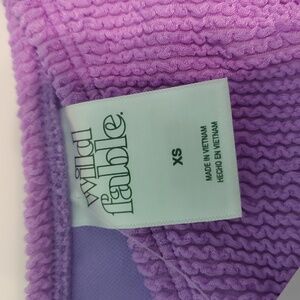 wild
fable.
XS
MADE IN VIETNAM
HECHO EN VIETNAM